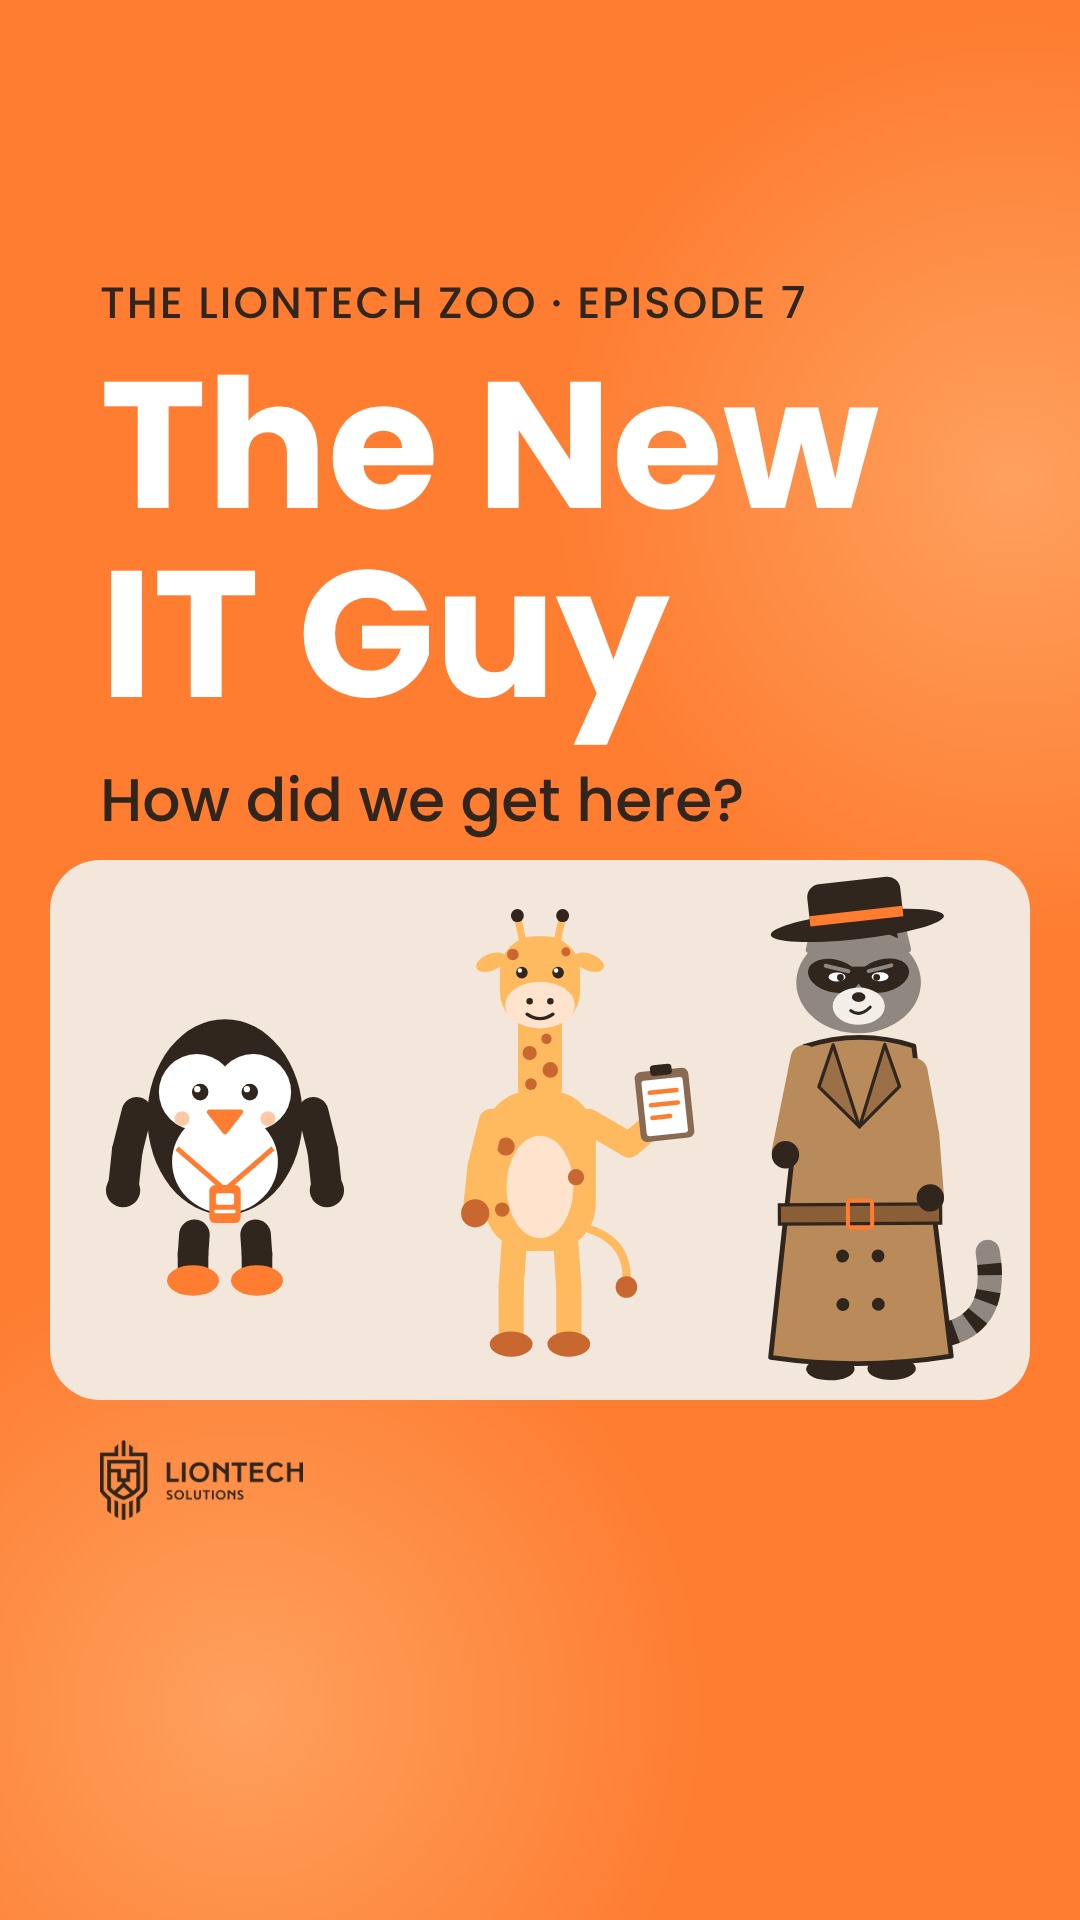 THE LIONTECH ZOO · EPISODE 7
The New
IT Guy
How did we get here?
LIONTECH
SOLUTIONS